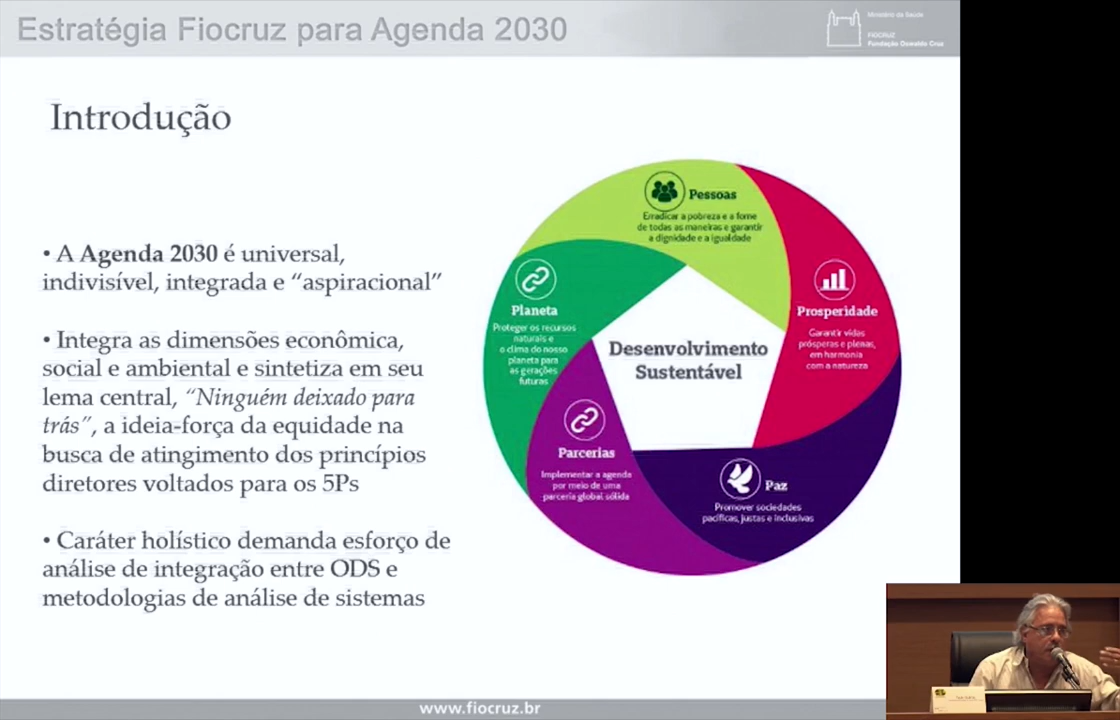 Estratégia Fiocruz para Agenda 2030
Ministério da Saúde
FIOCRUZ
Fundação Oswaldo Cruz
Introdução
• A Agenda 2030 é universal,
indivisível, integrada e “aspiracional”
• Integra as dimensões econômica,
social e ambiental e sintetiza em seu
lema central, “Ninguém deixado para
trás”, a ideia-força da equidade na
busca de atingimento dos princípios
diretores voltados para os 5Ps
• Caráter holístico demanda esforço de
análise de integração entre ODS e
metodologias de análise de sistemas
Pessoas
Erradicar a pobreza e a fome
de todas as maneiras e garantir
a dignidade e a igualdade
Prosperidade
Garantir vidas
prósperas e plenas,
em harmonia
com a natureza
Paz
Promover sociedades
pacíficas, justas e inclusivas
Parcerias
Implementar a agenda
por meio de uma
parceria global sólida
Planeta
Proteger os recursos
naturais e
o clima do nosso
planeta para
as gerações
futuras
Desenvolvimento
Sustentável
www.fiocruz.br